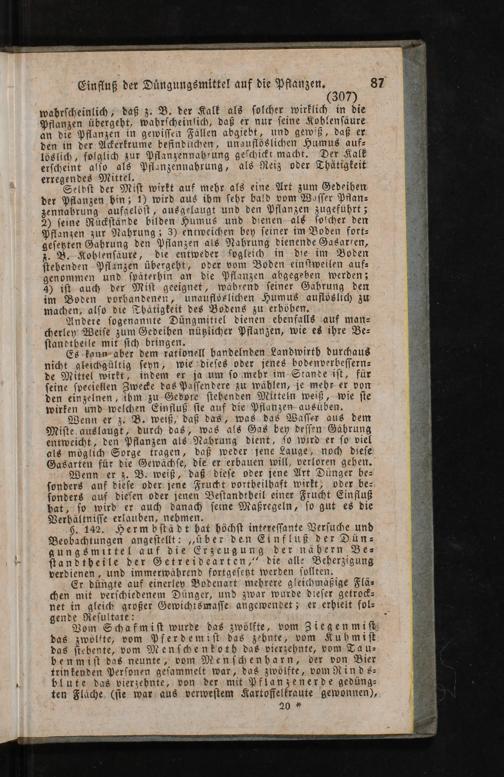 Einfluß der Düngungsmittel auf die Pflanzen. 87
(307)
wahrscheinlich, daß z. B. der Kalk als solcher wirklich in die
Pflanzen übergeht, wahrscheinlich, daß er nur seine Kohlensäure
an die Pflanzen in gewissen Fällen abgiebt, und gewiß, daß er
den in der Ackerkrume befindlichen, unauflöslichen Humus auf-
löslich, folglich zur Pflanzennahrung geschickt macht. Der Kalk
erscheint also als Pflanzennahrung, als Reiz oder Thätigkeit
erregendes Mittel.
Selbst der Mist wirkt auf mehr als eine Art zum Gedeihen
der Pflanzen hin; 1) wird aus ihm sehr bald vom Wasser Pflan-
zennahrung aufgelöst, ausgelaugt und den Pflanzen zugeführt;
2) seine Rückstände bilden Humus und dienen als solcher den
Pflanzen zur Nahrung; 3) entweichen bey seiner im Boden fort-
gesetzten Gährung den Pflanzen als Nahrung dienende Gasarten,
z. B. Kohlensäure, die entweder sogleich in die im Boden
stehenden Pflanzen übergeht, oder vom Boden einstweilen auf-
genommen und späterhin an die Pflanzen abgegeben werden;
4) ist auch der Mist geeignet, während seiner Gährung den
im Boden vorhandenen, unauflöslichen Humus auflöslich zu
machen, also die Thätigkeit des Bodens zu erhöhen.
Andere sogenannte Düngmittel dienen ebenfalls auf man-
cherley Weise zum Gedeihen nützlicher Pflanzen, wie es ihre Be-
standtheile mit sich bringen.
Es kann aber dem rationell handelnden Landwirth durchaus
nicht gleichgültig seyn, wie dieses oder jenes bodenverbessern-
de Mittel wirkt, indem er ja um so mehr im Stande ist, für
seine speciellen Zwecke das Passendere zu wählen, je mehr er von
den einzelnen, ihm zu Gebote stehenden Mitteln weiß, wie sie
wirken und welchen Einfluß sie auf die Pflanzen ausüben.
Wenn er z. B. weiß, daß das, was das Wasser aus dem
Miste auslaugt, durch das, was als Gas bey dessen Gährung
entweicht, den Pflanzen als Nahrung dient, so wird er so viel
als möglich Sorge tragen, daß weder jene Lauge, noch diese
Gasarten für die Gewächse, die er erbauen will, verloren gehen.
Wenn er z. B. weiß, daß diese oder jene Art Dünger be-
sonders auf diese oder jene Frucht vortheilhaft wirkt, oder be-
sonders auf diesen oder jenen Bestandtheil einer Frucht Einfluß
hat, so wird er auch danach seine Maßregeln, so gut es die
Verhältnisse erlauben, nehmen.
§. 142. Hermbstädt hat höchst interessante Versuche und
Beobachtungen angestellt: „über den Einfluß der Dün-
gungsmittel auf die Erzeugung der nähern Be-
standtheile der Getreidearten,“ die alle Beherzigung
verdienen, und immerwährend fortgesetzt werden sollten.
Er düngte auf einerley Bodenart mehrere gleichmäßige Flä-
chen mit verschiedenem Dünger, und zwar wurde dieser getrock-
net in gleich großer Gewichtsmasse angewendet; er erhielt fol-
gende Resultate:
Vom Schafmist wurde das zwölfte, vom Ziegenmist
das zwölfte, vom Pferdemist das zehnte, vom Kuhmist
das siebente, vom Menschenkoth das vierzehnte, vom Tau-
benmist das neunte, vom Menschenharn, der von Bier
trinkenden Personen gesammelt war, das zwölfte, vom Rinds-
blute das vierzehnte, von der mit Pflanzenerde gedüng-
ten Fläche (sie war aus verwestem Kartoffelkraute gewonnen),
20 *